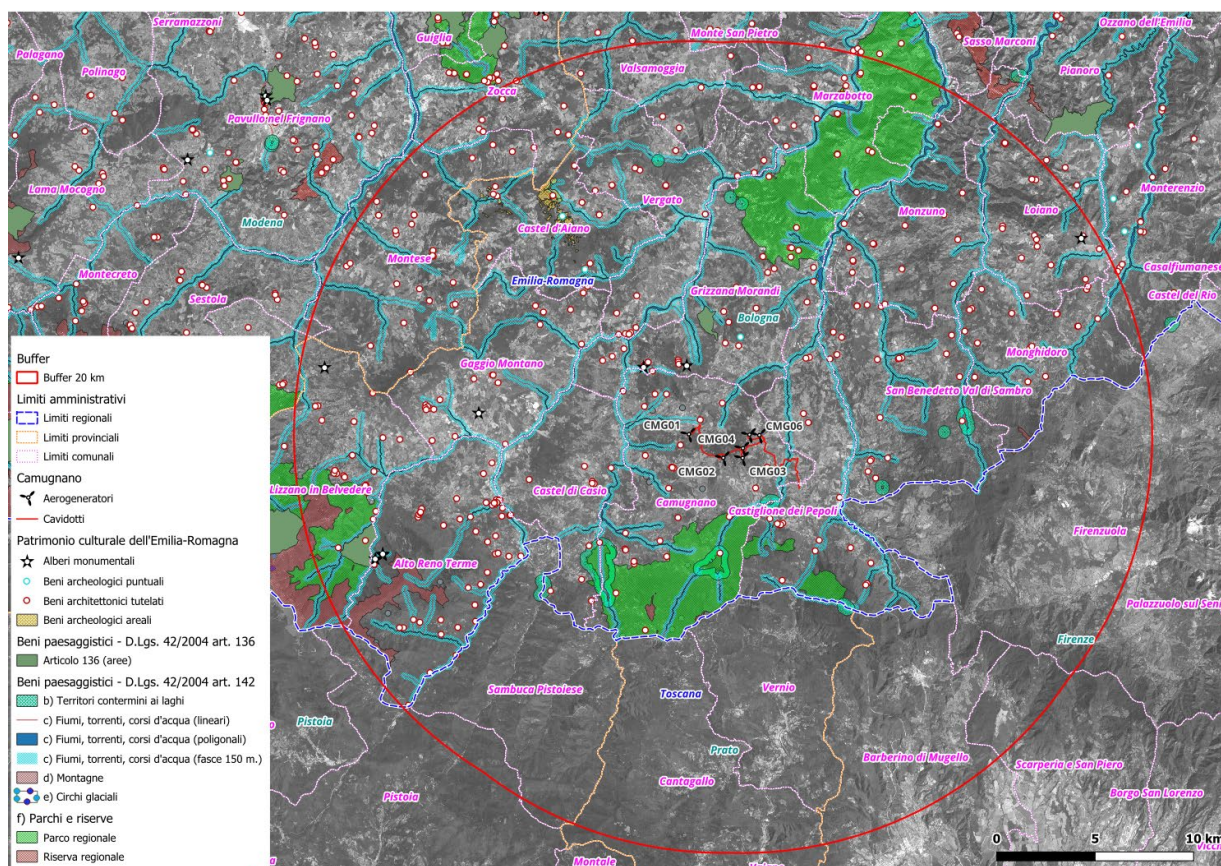 Serramazzoni
Palagano
Polinago
Guiglia
Monte San Pietro
Ozzano dell'Emilia
Sasso Marconi
Pianoro
Valsamoggia
Zocca
Marzabotto
Pavullo nel Frignano
Lama Mocogno
Vergato
Monzuno
Loiano
Monterenzio
Modena
Castel d'Aiano
Montese
Montecreto
Sestola
Emilia-Romagna
Grizzana Morandi
Bologna
Casalfiumanese
Castel del Rio
Monghidoro
Gaggio Montano
San Benedetto Val di Sambro
CMG01
CMG04
CMG06
CMG02
CMG03
Lizzano in Belvedere
Castel di Casio
Camugnano
Castiglione dei Pepoli
Firenzuola
Alto Reno Terme
Palazzuolo sul Seni
Firenze
Sambuca Pistoiese
Toscana
Vernio
Pistoia
Prato
Barberino di Mugello
Scarperia e San Piero
Cantagallo
Borgo San Lorenzo
Pistoia
Montale
Buffer
Buffer 20 km
Limiti amministrativi
Limiti regionali
Limiti provinciali
Limiti comunali
Camugnano
Aerogeneratori
Cavidotti
Patrimonio culturale dell'Emilia-Romagna
Alberi monumentali
Beni archeologici puntuali
Beni architettonici tutelati
Beni archeologici areali
Beni paesaggistici - D.Lgs. 42/2004 art. 136
Articolo 136 (aree)
Beni paesaggistici - D.Lgs. 42/2004 art. 142
b) Territori contermini ai laghi
c) Fiumi, torrenti, corsi d'acqua (lineari)
c) Fiumi, torrenti, corsi d'acqua (poligonali)
c) Fiumi, torrenti, corsi d'acqua (fasce 150 m.)
d) Montagne
e) Circhi glaciali
f) Parchi e riserve
Parco regionale
Riserva regionale
0 5 10 km